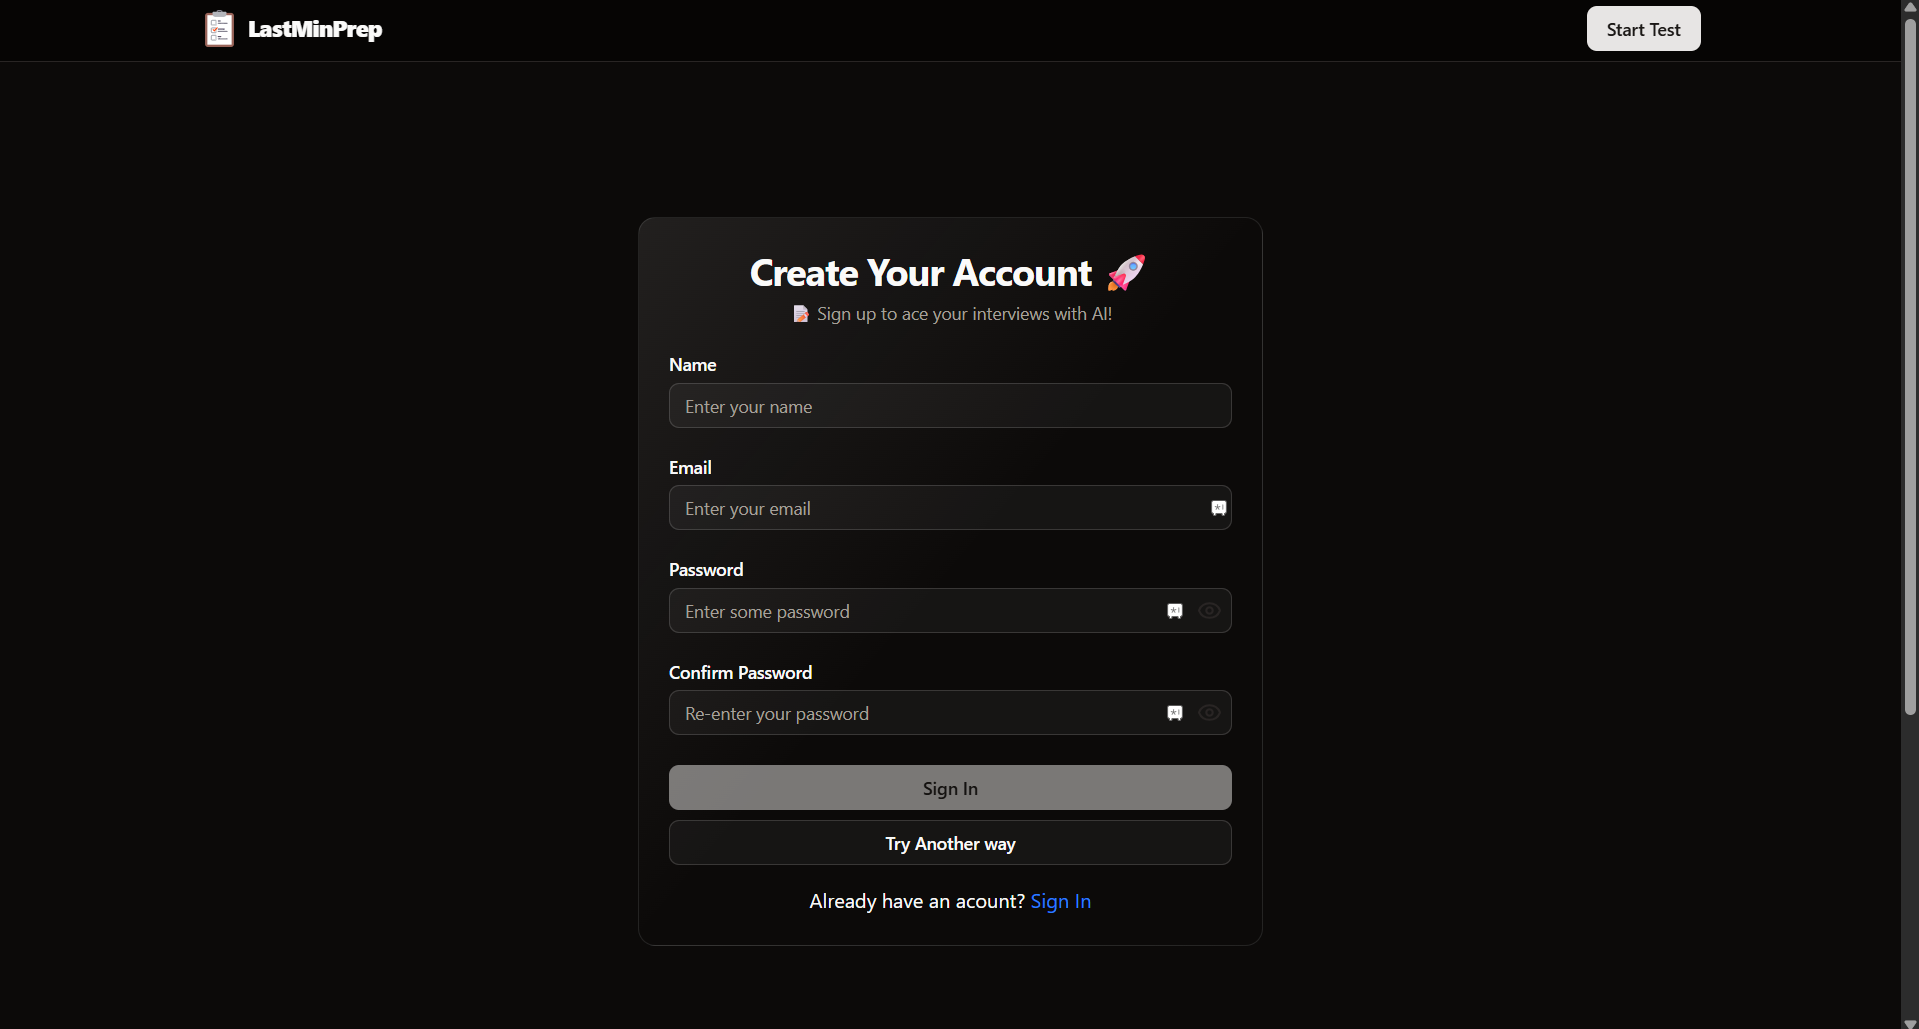 LastMinPrep
Start Test
Create Your Account 🚀
📝 Sign up to ace your interviews with AI!
Name
Enter your name
Email
Enter your email
Password
Enter some password
Confirm Password
Re-enter your password
Sign In
Try Another way
Already have an acount? Sign In